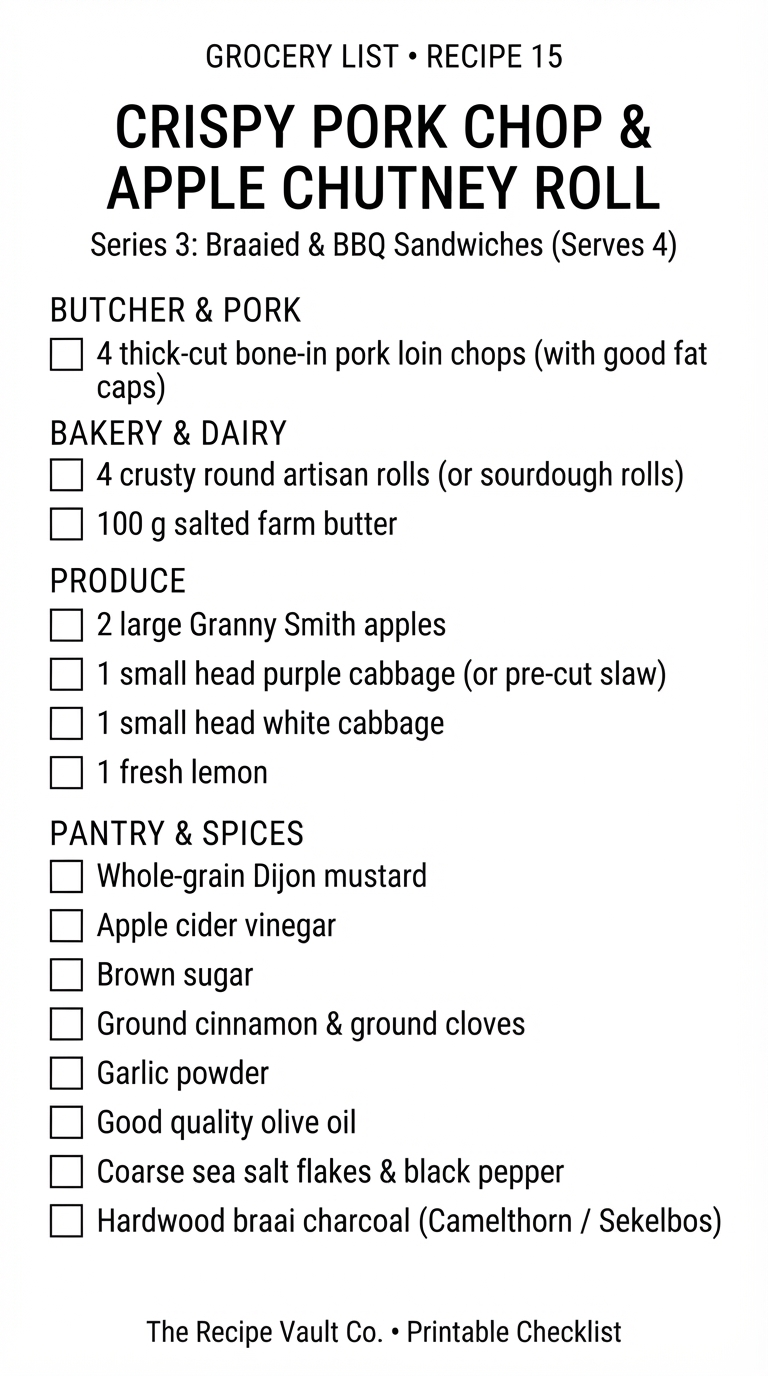 GROCERY LIST • RECIPE 15
CRISPY PORK CHOP &
APPLE CHUTNEY ROLL
Series 3: Braaied & BBQ Sandwiches (Serves 4)
BUTCHER & PORK
4 thick-cut bone-in pork loin chops (with good fat
caps)
BAKERY & DAIRY
4 crusty round artisan rolls (or sourdough rolls)
100 g salted farm butter
PRODUCE
2 large Granny Smith apples
1 small head purple cabbage (or pre-cut slaw)
1 small head white cabbage
1 fresh lemon
PANTRY & SPICES
Whole-grain Dijon mustard
Apple cider vinegar
Brown sugar
Ground cinnamon & ground cloves
Garlic powder
Good quality olive oil
Coarse sea salt flakes & black pepper
Hardwood braai charcoal (Camelthorn / Sekelbos)
The Recipe Vault Co. • Printable Checklist